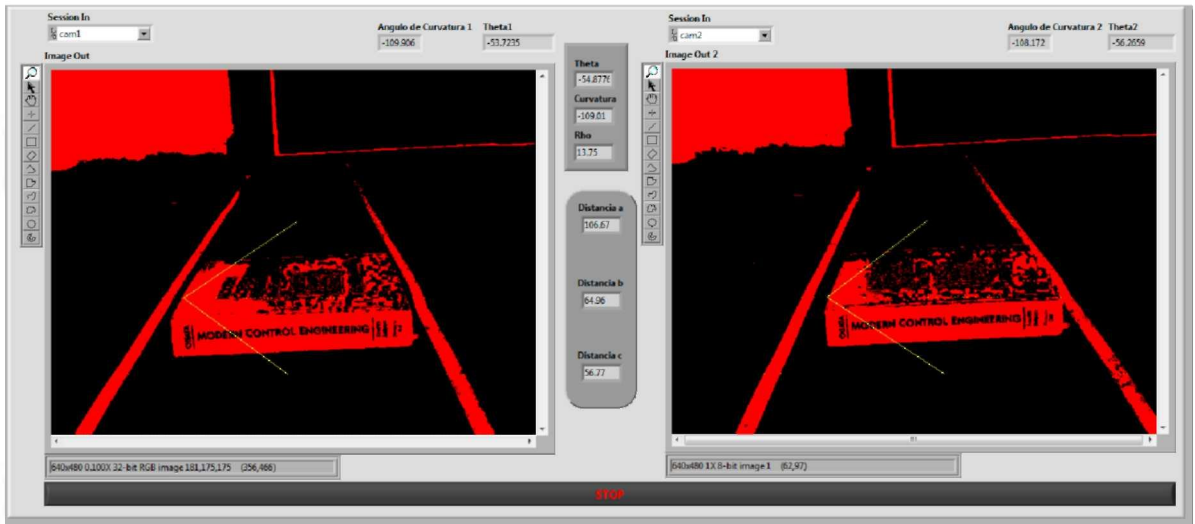 Session In
cam1
Angulo de Curvatura 1 Theta1
-109.906 -53.7235
Image Out
MODERN CONTROL ENGINEERING
640x480 0.100X 32-bit RGB image 181,175,175 (356,466)
Theta
-54.8776
Curvatura
-109.01
Rho
13.75
Distancia a
106.67
Distancia b
64.96
Distancia c
56.77
Session In
cam2
Angulo de Curvatura 2 Theta2
-108.172 -56.2659
Image Out 2
MODERN CONTROL ENGINEERING
640x480 1X 8-bit image 1 (62,97)
STOP